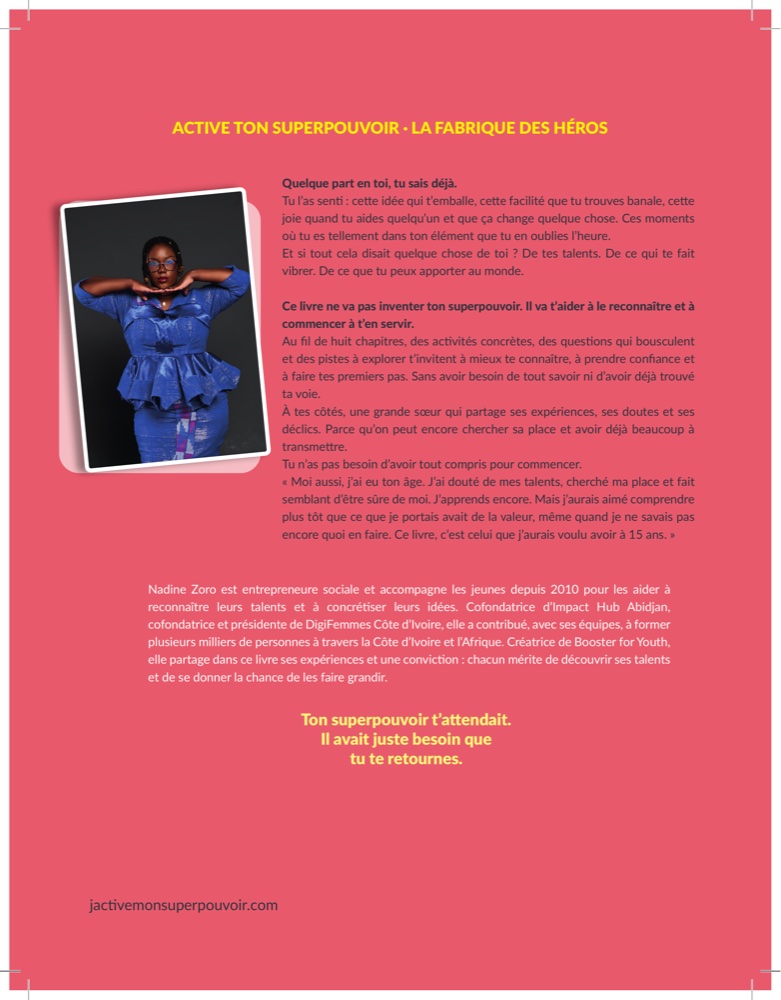 ACTIVE TON SUPERPOUVOIR · LA FABRIQUE DES HÉROS
Quelque part en toi, tu sais déjà.
Tu l’as senti : cette idée qui t’emballe, cette facilité que tu trouves banale, cette
joie quand tu aides quelqu’un et que ça change quelque chose. Ces moments
où tu es tellement dans ton élément que tu en oublies l’heure.
Et si tout cela disait quelque chose de toi ? De tes talents. De ce qui te fait
vibrer. De ce que tu peux apporter au monde.
Ce livre ne va pas inventer ton superpouvoir. Il va t’aider à le reconnaître et à
commencer à t’en servir.
Au fil de huit chapitres, des activités concrètes, des questions qui bousculent
et des pistes à explorer t’invitent à mieux te connaître, à prendre confiance et
à faire tes premiers pas. Sans avoir besoin de tout savoir ni d’avoir déjà trouvé
ta voie.
À tes côtés, une grande sœur qui partage ses expériences, ses doutes et ses
déclics. Parce qu’on peut encore chercher sa place et avoir déjà beaucoup à
transmettre.
Tu n’as pas besoin d’avoir tout compris pour commencer.
« Moi aussi, j’ai eu ton âge. J’ai douté de mes talents, cherché ma place et fait
semblant d’être sûre de moi. J’apprends encore. Mais j’aurais aimé comprendre
plus tôt que ce que je portais avait de la valeur, même quand je ne savais pas
encore quoi en faire. Ce livre, c’est celui que j’aurais voulu avoir à 15 ans. »
Nadine Zoro est entrepreneure sociale et accompagne les jeunes depuis 2010 pour les aider à
reconnaître leurs talents et à concrétiser leurs idées. Cofondatrice d’Impact Hub Abidjan,
cofondatrice et présidente de DigiFemmes Côte d’Ivoire, elle a contribué, avec ses équipes, à former
plusieurs milliers de personnes à travers la Côte d’Ivoire et l’Afrique. Créatrice de Booster for Youth,
elle partage dans ce livre ses expériences et une conviction : chacun mérite de découvrir ses talents
et de se donner la chance de les faire grandir.
Ton superpouvoir t’attendait.
Il avait juste besoin que
tu te retournes.
jactivemonsuperpouvoir.com